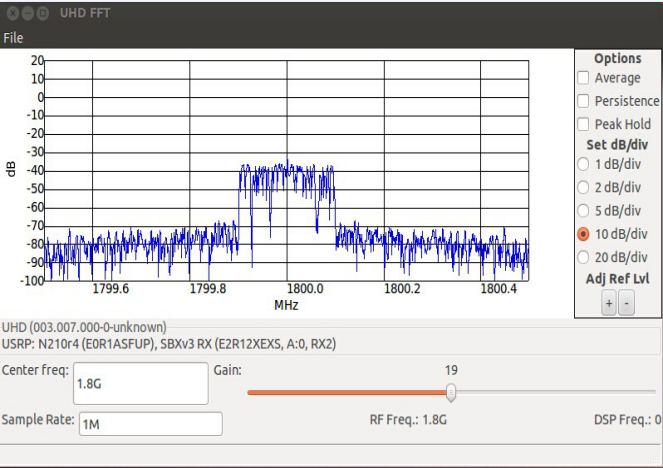 UHD FFT
File
20
10
0
-10
-20
-30
-40
-50
-60
-70
-80
-90
-100
dB
1799.6 1799.8 1800.0 1800.2 1800.4
MHz
Options
Average
Persistence
Peak Hold
Set dB/div
1 dB/div
2 dB/div
5 dB/div
10 dB/div
20 dB/div
Adj Ref Lvl
+ -
UHD (003.007.000-0-unknown)
USRP: N210r4 (E0R1ASFUP), SBXv3 RX (E2R12XEXS, A:0, RX2)
Center freq: 1.8G Gain: 19
Sample Rate: 1M RF Freq.: 1.8G DSP Freq.: 0